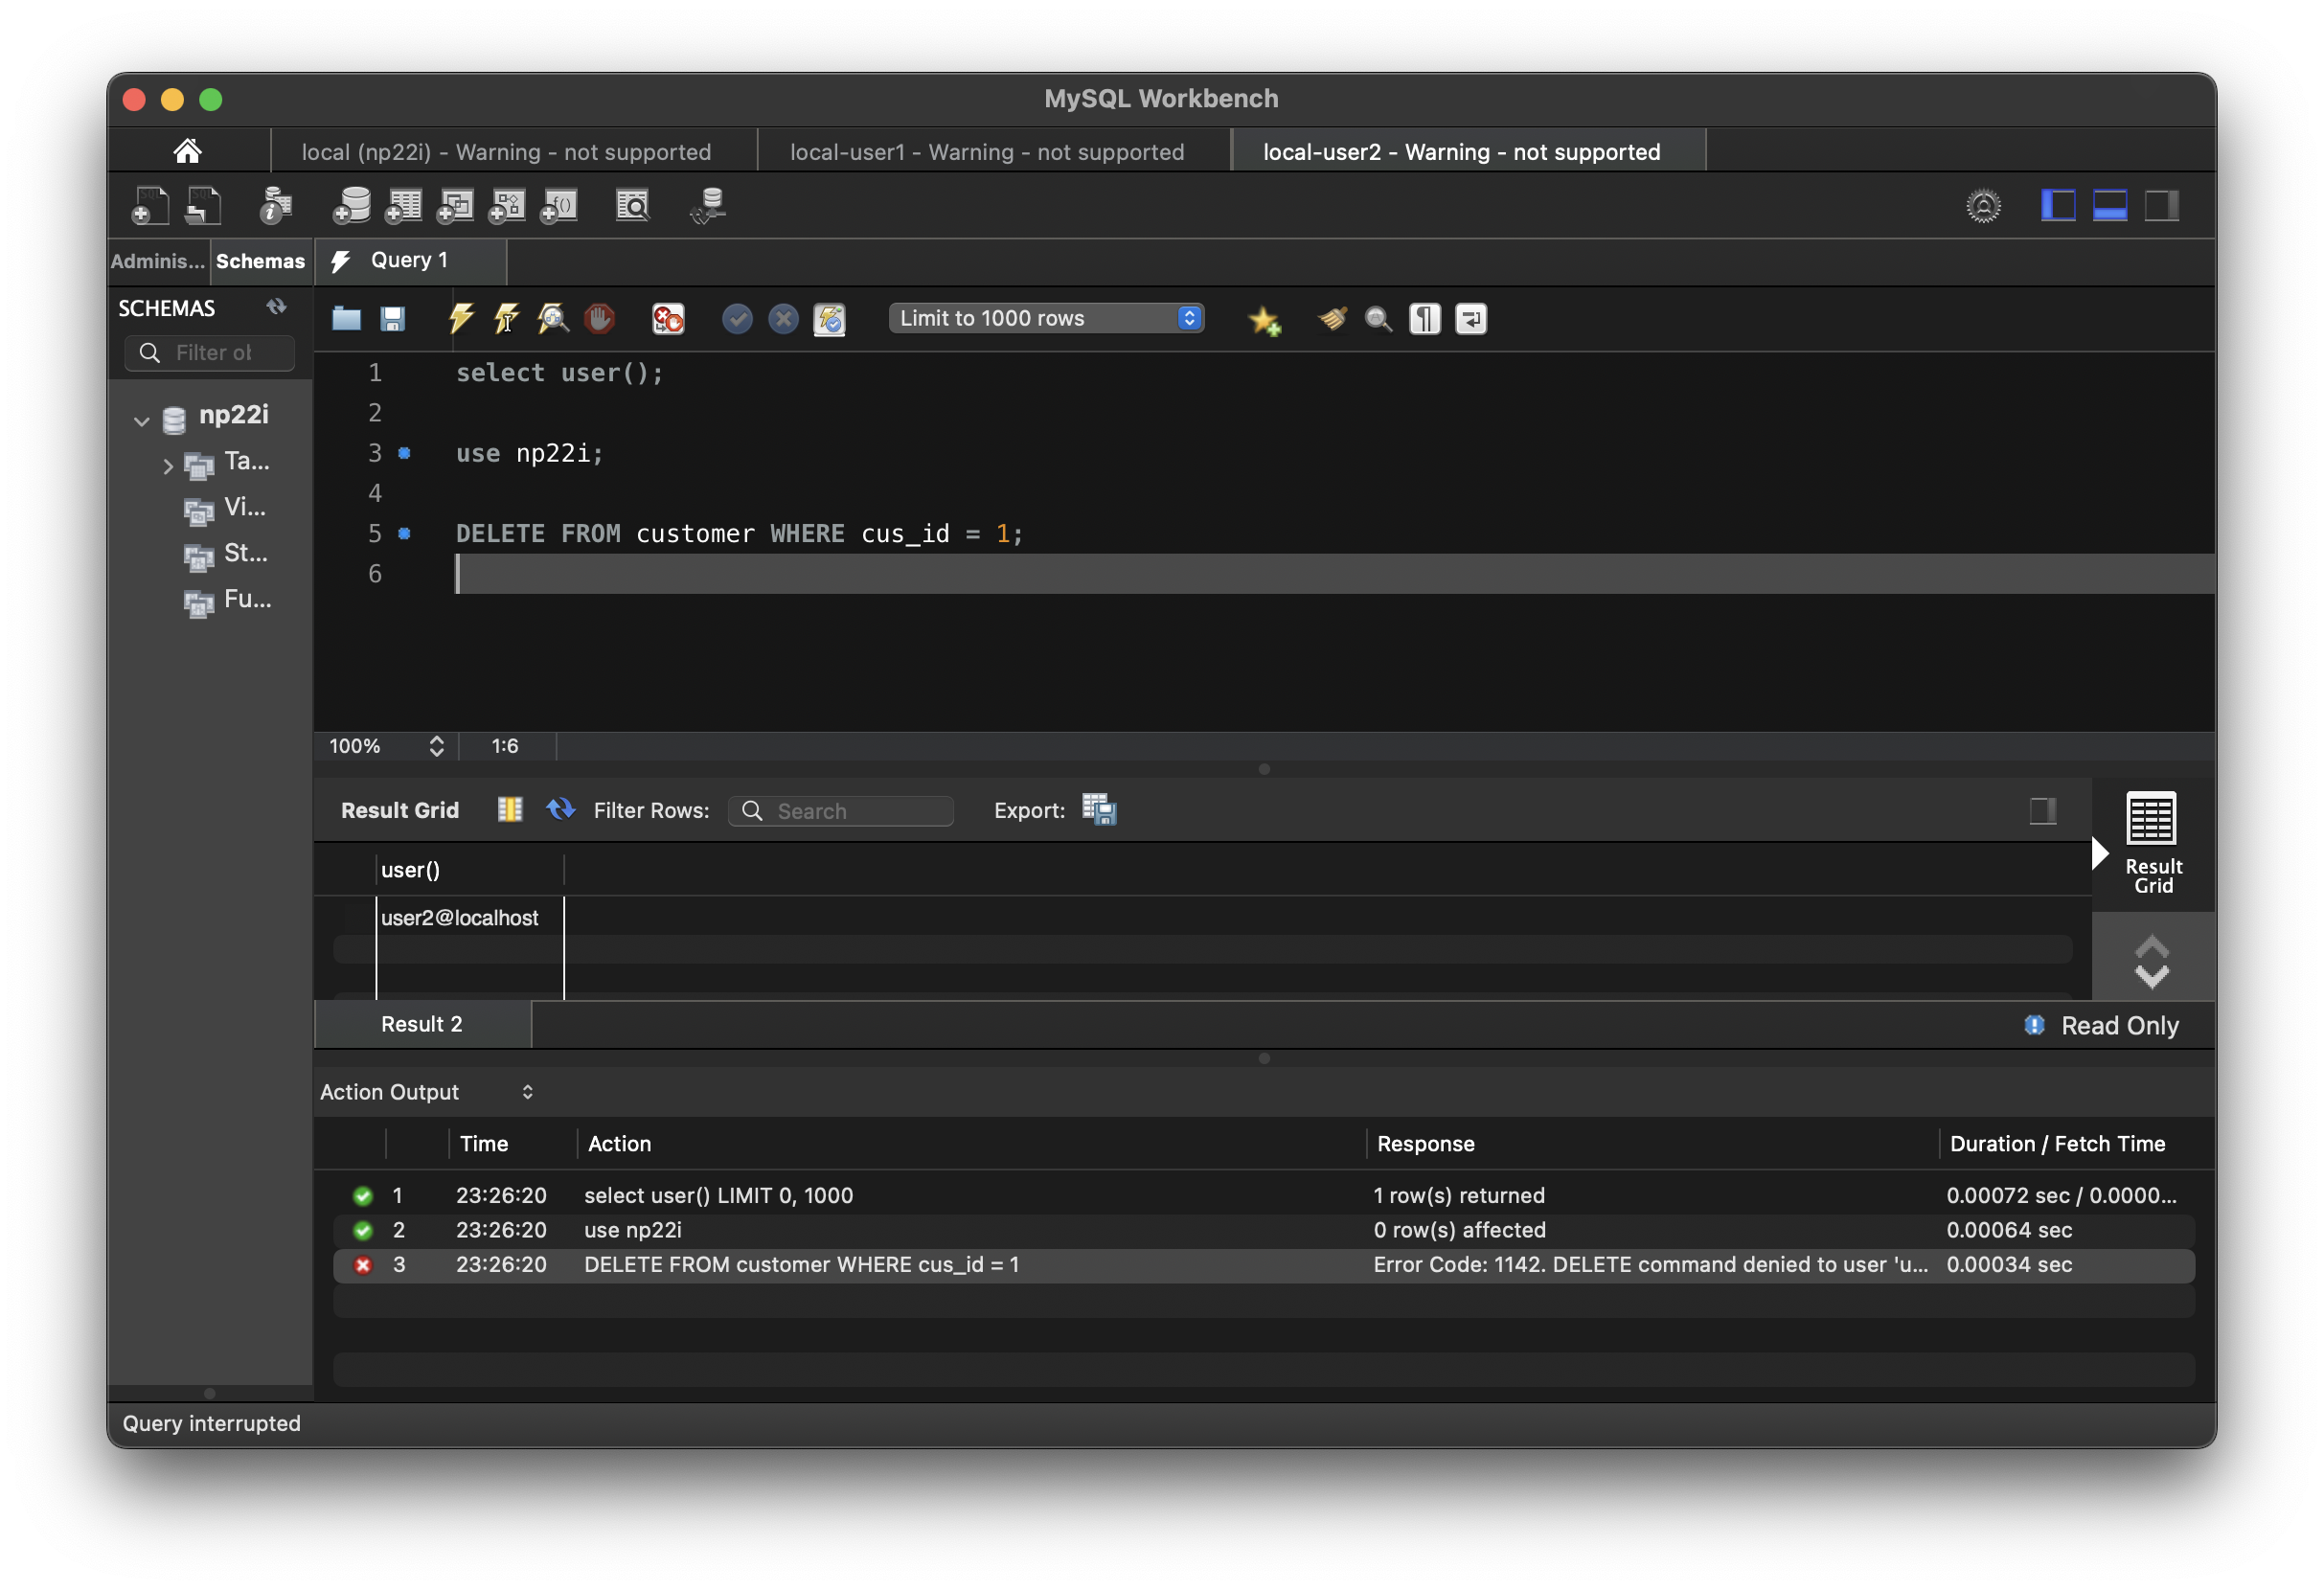 MySQL Workbench
local (np22i) - Warning - not supported
local-user1 - Warning - not supported
local-user2 - Warning - not supported
Adminis...
Schemas
Query 1
SCHEMAS
Filter ob
Limit to 1000 rows
np22i
Ta...
Vi...
St...
Fu...
1 select user();
2
3 use np22i;
4
5 DELETE FROM customer WHERE cus_id = 1;
6
100% 1:6
Result Grid Filter Rows: Search Export:
Result
Grid
user()
user2@localhost
Result 2
Read Only
Action Output
Time Action Response Duration / Fetch Time
1 23:26:20 select user() LIMIT 0, 1000 1 row(s) returned 0.00072 sec / 0.0000...
2 23:26:20 use np22i 0 row(s) affected 0.00064 sec
3 23:26:20 DELETE FROM customer WHERE cus_id = 1 Error Code: 1142. DELETE command denied to user 'u... 0.00034 sec
Query interrupted